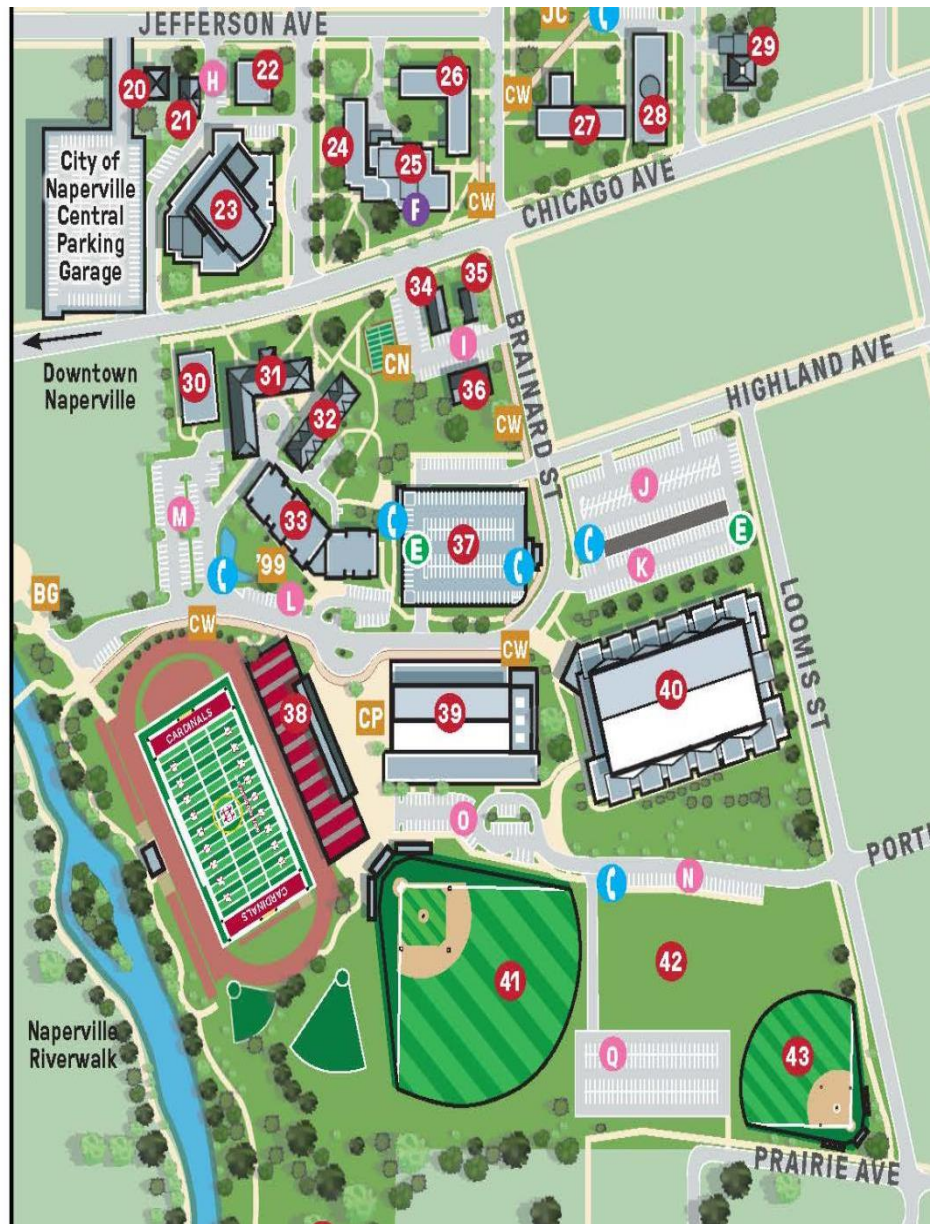 JEFFERSON AVE
JC
20
21
H
22
26
29
CW
24
25
27
28
City of
Naperville
Central
Parking
Garage
23
F
CW
CHICAGO AVE
34
35
I
BRAINARD ST
CN
36
HIGHLAND AVE
Downtown
Naperville
30
31
32
CW
J
M
33
E
37
E
K
'99
L
BG
CW
CW
LOOMIS ST
38
CP
39
40
CARDINALS
O
PORT
N
CARDINALS
41
42
Naperville
Riverwalk
Q
43
PRAIRIE AVE